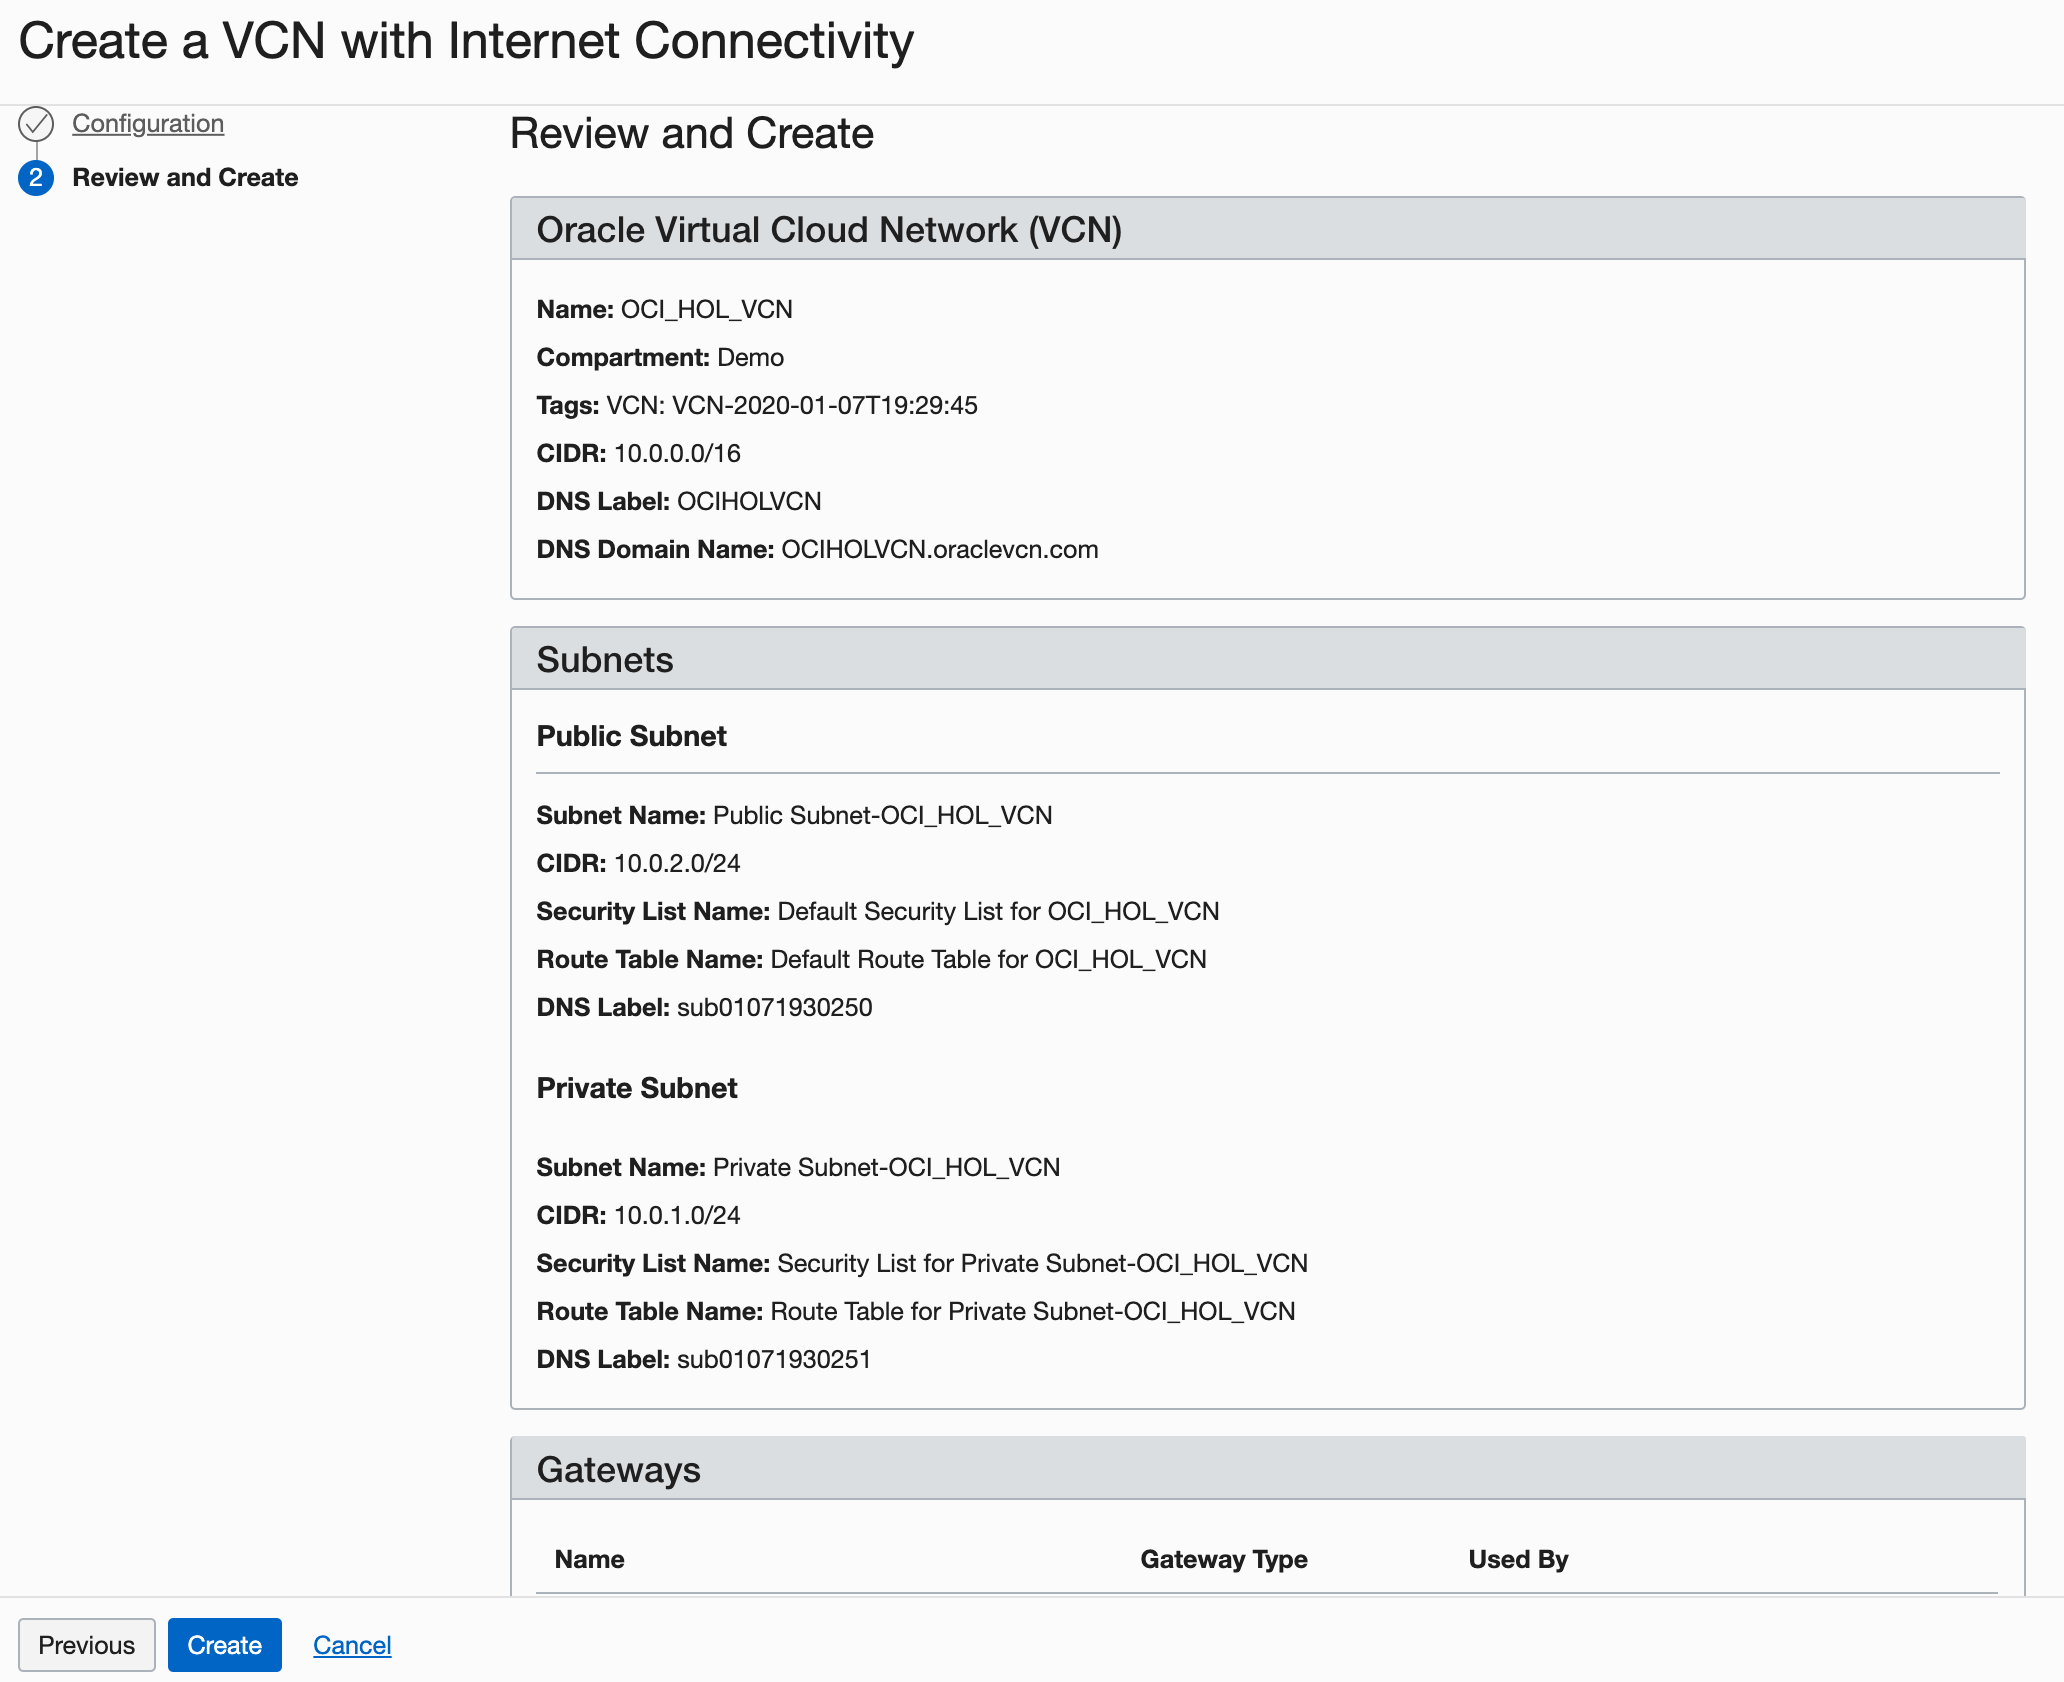 Create a VCN with Internet Connectivity
Configuration
2 Review and Create
Review and Create
Oracle Virtual Cloud Network (VCN)
Name: OCI_HOL_VCN
Compartment: Demo
Tags: VCN: VCN-2020-01-07T19:29:45
CIDR: 10.0.0.0/16
DNS Label: OCIHOLVCN
DNS Domain Name: OCIHOLVCN.oraclevcn.com
Subnets
Public Subnet
Subnet Name: Public Subnet-OCI_HOL_VCN
CIDR: 10.0.2.0/24
Security List Name: Default Security List for OCI_HOL_VCN
Route Table Name: Default Route Table for OCI_HOL_VCN
DNS Label: sub01071930250
Private Subnet
Subnet Name: Private Subnet-OCI_HOL_VCN
CIDR: 10.0.1.0/24
Security List Name: Security List for Private Subnet-OCI_HOL_VCN
Route Table Name: Route Table for Private Subnet-OCI_HOL_VCN
DNS Label: sub01071930251
Gateways
Name Gateway Type Used By
Previous Create Cancel